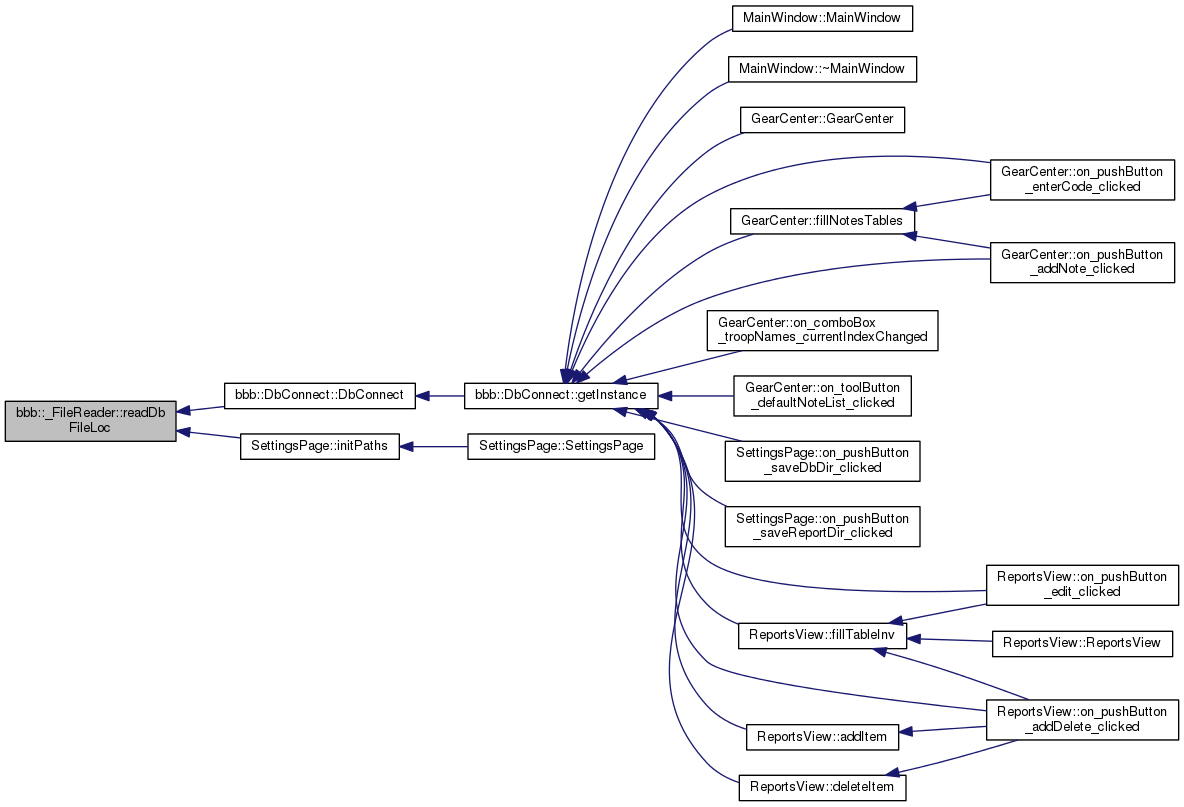 MainWindow::MainWindow
MainWindow::~MainWindow
GearCenter::GearCenter
GearCenter::on_pushButton
_enterCode_clicked
GearCenter::fillNotesTables
GearCenter::on_pushButton
_addNote_clicked
GearCenter::on_comboBox
_troopNames_currentIndexChanged
bbb::_FileReader::readDb
FileLoc
bbb::DbConnect::DbConnect
bbb::DbConnect::getInstance
GearCenter::on_toolButton
_defaultNoteList_clicked
SettingsPage::initPaths
SettingsPage::SettingsPage
SettingsPage::on_pushButton
_saveDbDir_clicked
SettingsPage::on_pushButton
_saveReportDir_clicked
ReportsView::on_pushButton
_edit_clicked
ReportsView::fillTableInv
ReportsView::ReportsView
ReportsView::on_pushButton
_addDelete_clicked
ReportsView::addItem
ReportsView::deleteItem